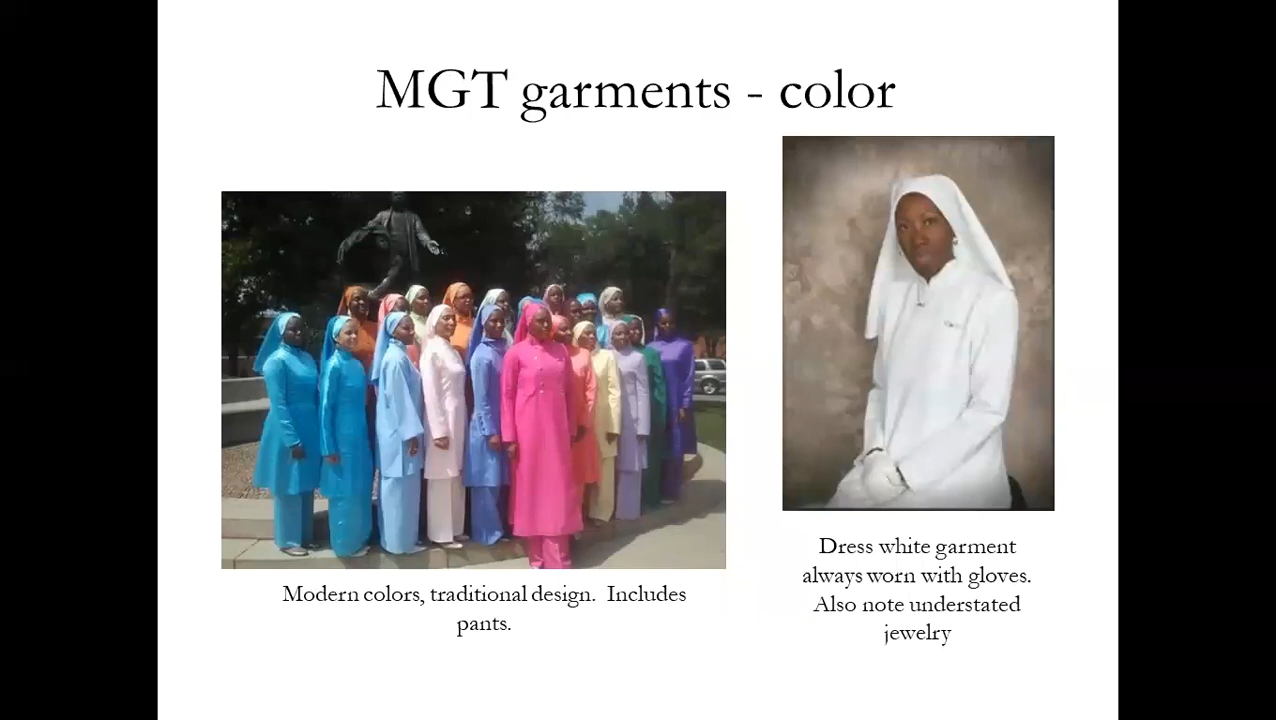 MGT garments - color
Modern colors, traditional design.  Includes
pants.
Dress white garment
always worn with gloves.
Also note understated
jewelry